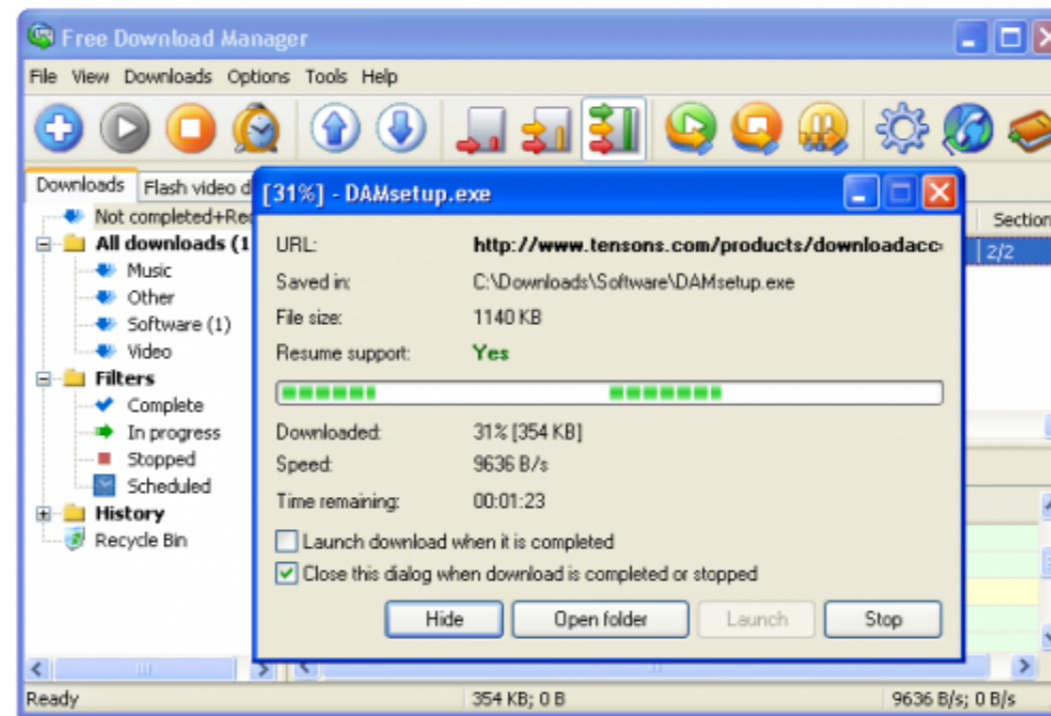 Free Download Manager
File View Downloads Options Tools Help
Downloads Flash video d
[31%] - DAMsetup.exe
Not completed+Rec
Section
All downloads (1
2/2
Music
Other
Software (1)
Video
Filters
Complete
In progress
Stopped
Scheduled
History
Recycle Bin
URL: http://www.tensons.com/products/downloadacc
Saved in: C:\Downloads\Software\DAMsetup.exe
File size: 1140 KB
Resume support: Yes
Downloaded: 31% [354 KB]
Speed: 9636 B/s
Time remaining: 00:01:23
Launch download when it is completed
Close this dialog when download is completed or stopped
Hide Open folder Launch Stop
Ready 354 KB; 0 B 9636 B/s; 0 B/s